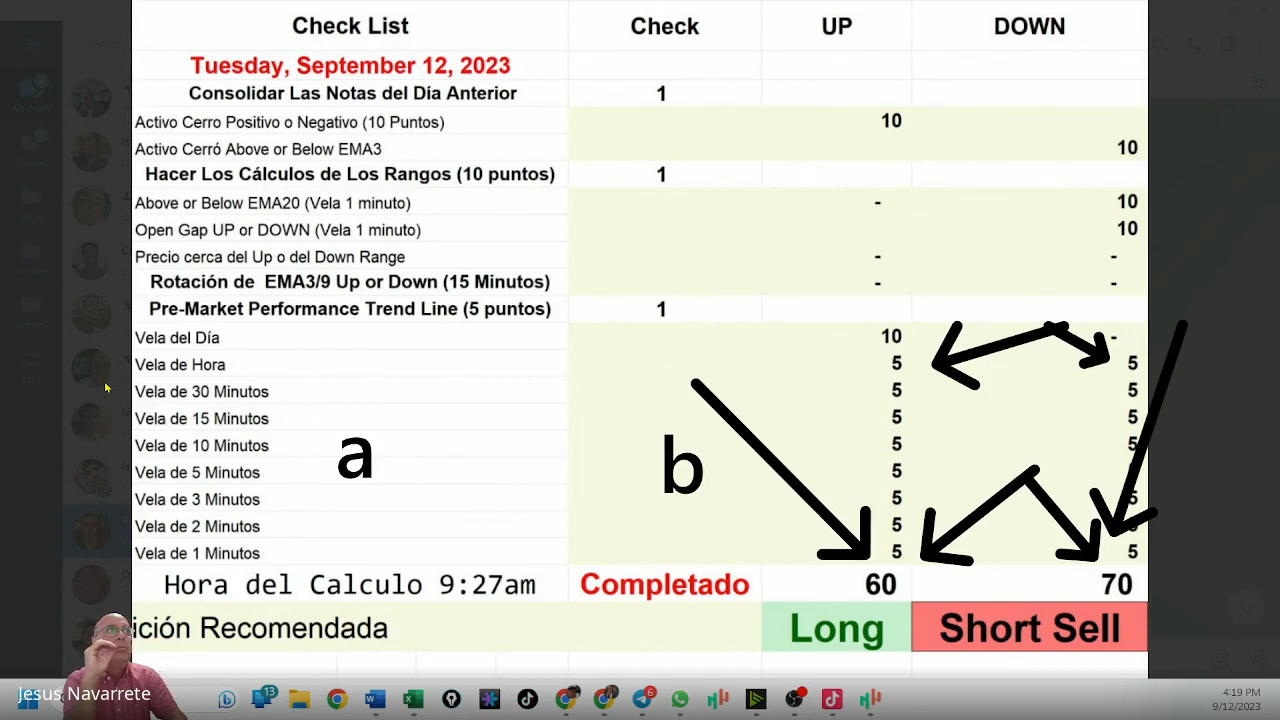 Check List Check UP DOWN
Tuesday, September 12, 2023
Consolidar Las Notas del Día Anterior 1
Activo Cerro Positivo o Negativo (10 Puntos) 10
Activo Cerró Above or Below EMA3 10
Hacer Los Cálculos de Los Rangos (10 puntos) 1
Above or Below EMA20 (Vela 1 minuto) - 10
Open Gap UP or DOWN (Vela 1 minuto) 10
Precio cerca del Up o del Down Range - -
Rotación de EMA3/9 Up or Down (15 Minutos) - -
Pre-Market Performance Trend Line (5 puntos) 1
Vela del Día 10 -
Vela de Hora 5 5
Vela de 30 Minutos 5 5
Vela de 15 Minutos 5 5
Vela de 10 Minutos 5 5
a b
Vela de 5 Minutos 5
Vela de 3 Minutos 5 5
Vela de 2 Minutos 5
Vela de 1 Minutos 5 5
Hora del Calculo 9:27am Completado 60 70
ición Recomendada Long Short Sell
Jesus Navarrete
13
6
4:19 PM
9/12/2023